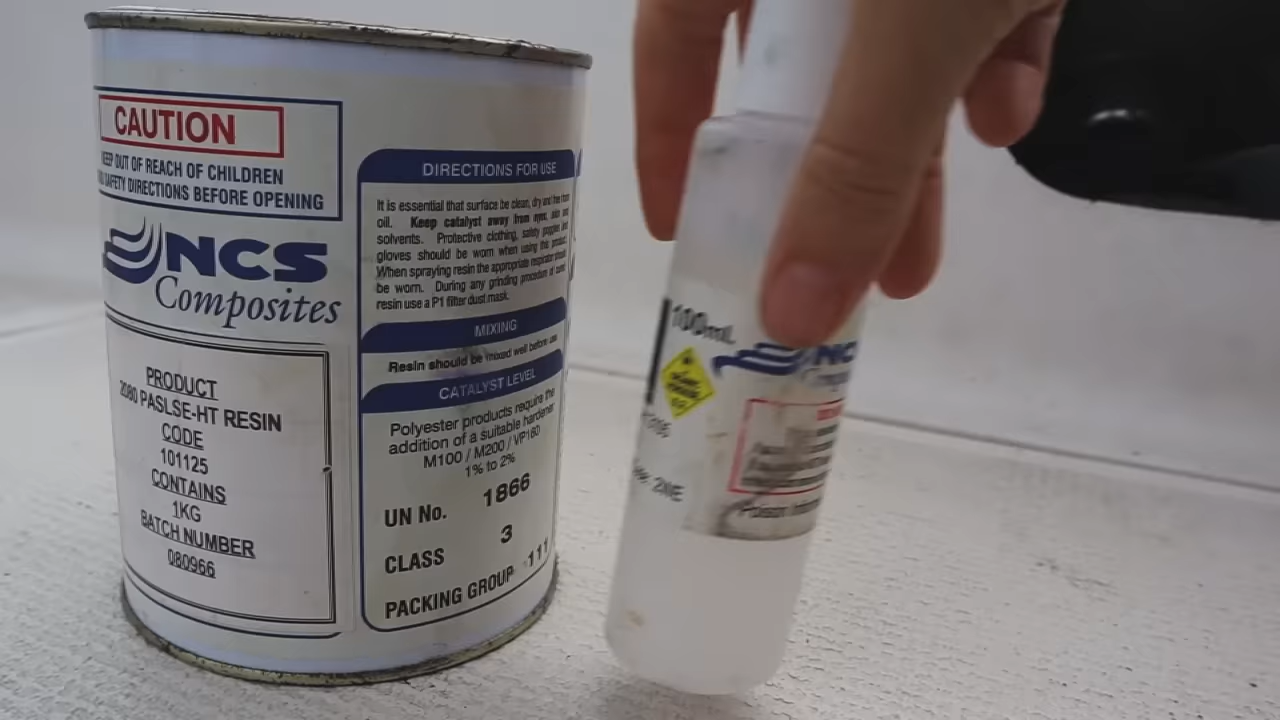 CAUTION
KEEP OUT OF REACH OF CHILDREN
SAFETY DIRECTIONS BEFORE OPENING
NCS
Composites
PRODUCT
2080 PASLSE-HT RESIN
CODE
101125
CONTAINS
1KG
BATCH NUMBER
080966
DIRECTIONS FOR USE
It is essential that surface be clean, dry and free from
oil. Keep catalyst away from eyes, skin and
solvents. Protective clothing, safety goggles and
gloves should be worn when using this product.
When spraying resin the appropriate respirator should
be worn. During any grinding procedure of cured
resin use a P1 filter dust mask.
MIXING
Resin should be mixed well before use
CATALYST LEVEL
Polyester products require the
addition of a suitable hardener
M100 / M200 / VP180
1% to 2%
UN No. 1866
CLASS 3
PACKING GROUP 111
100mL
NC
Compo
Poison